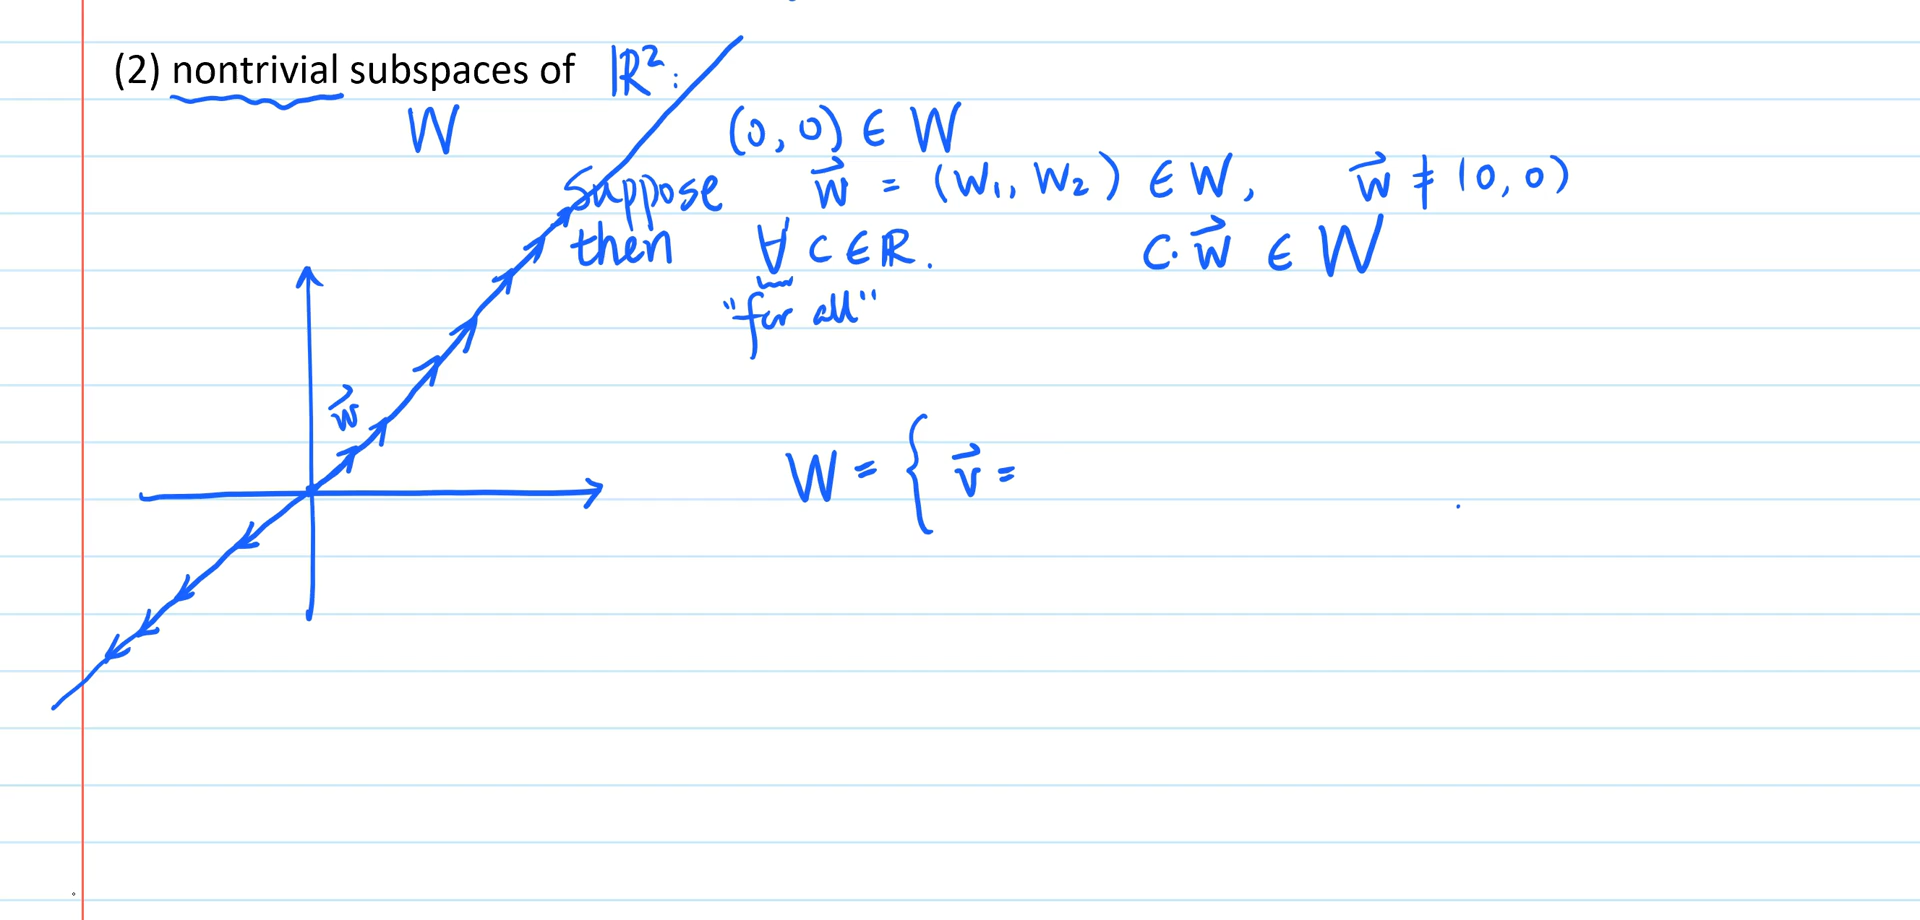 (2) nontrivial subspaces of ℝ²:
W (0, 0) ∈ W
Suppose w⃗ = (w₁, w₂) ∈ W, w⃗ ≠ (0, 0)
then ∀ c ∈ ℝ. c · w⃗ ∈ W
"for all"
w⃗
W = { v⃗ =